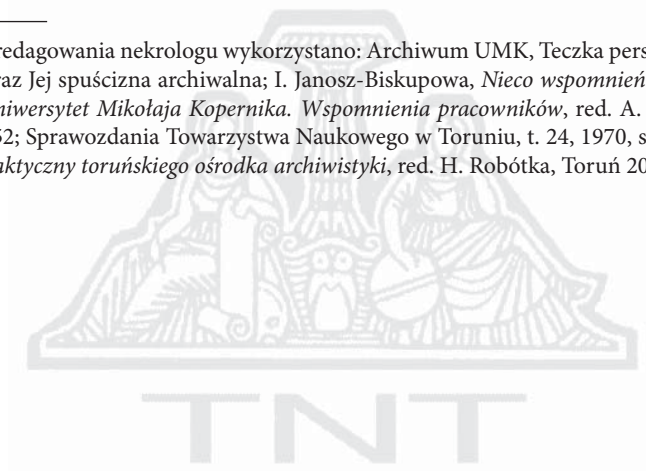 redagowania nekrologu wykorzystano: Archiwum UMK, Teczka pers
raz Jej spuścizna archiwalna; I. Janosz-Biskupowa, Nieco wspomnień
niwersytet Mikołaja Kopernika. Wspomnienia pracowników, red. A.
52; Sprawozdania Towarzystwa Naukowego w Toruniu, t. 24, 1970, s
aktyczny toruńskiego ośrodka archiwistyki, red. H. Robótka, Toruń 20
TNT